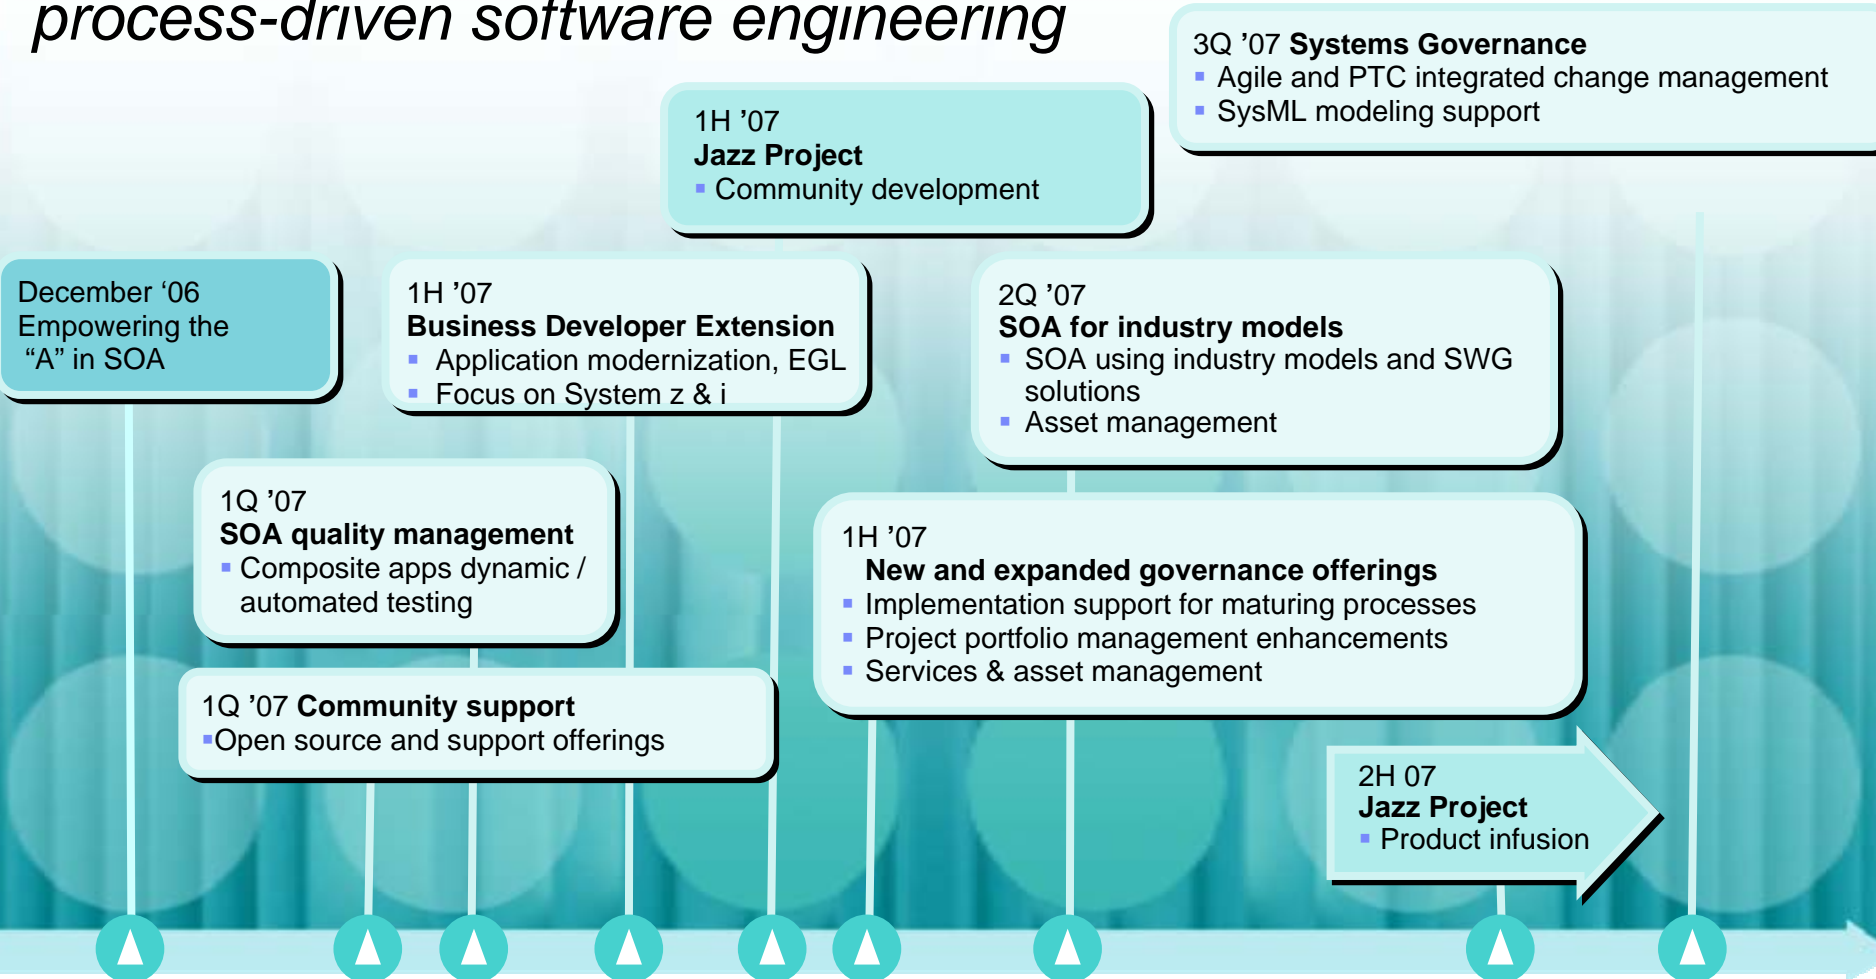 process-driven software engineering
3Q ’07 Systems Governance
▪ Agile and PTC integrated change management
▪ SysML modeling support
1H ’07
Jazz Project
▪ Community development
December ‘06
Empowering the
“A” in SOA
1H ’07
Business Developer Extension
▪ Application modernization, EGL
▪ Focus on System z & i
2Q ’07
SOA for industry models
▪ SOA using industry models and SWG
solutions
▪ Asset management
1Q ’07
SOA quality management
▪ Composite apps dynamic /
automated testing
1H ’07
New and expanded governance offerings
▪ Implementation support for maturing processes
▪ Project portfolio management enhancements
▪ Services & asset management
1Q ’07 Community support
▪Open source and support offerings
2H 07
Jazz Project
▪ Product infusion